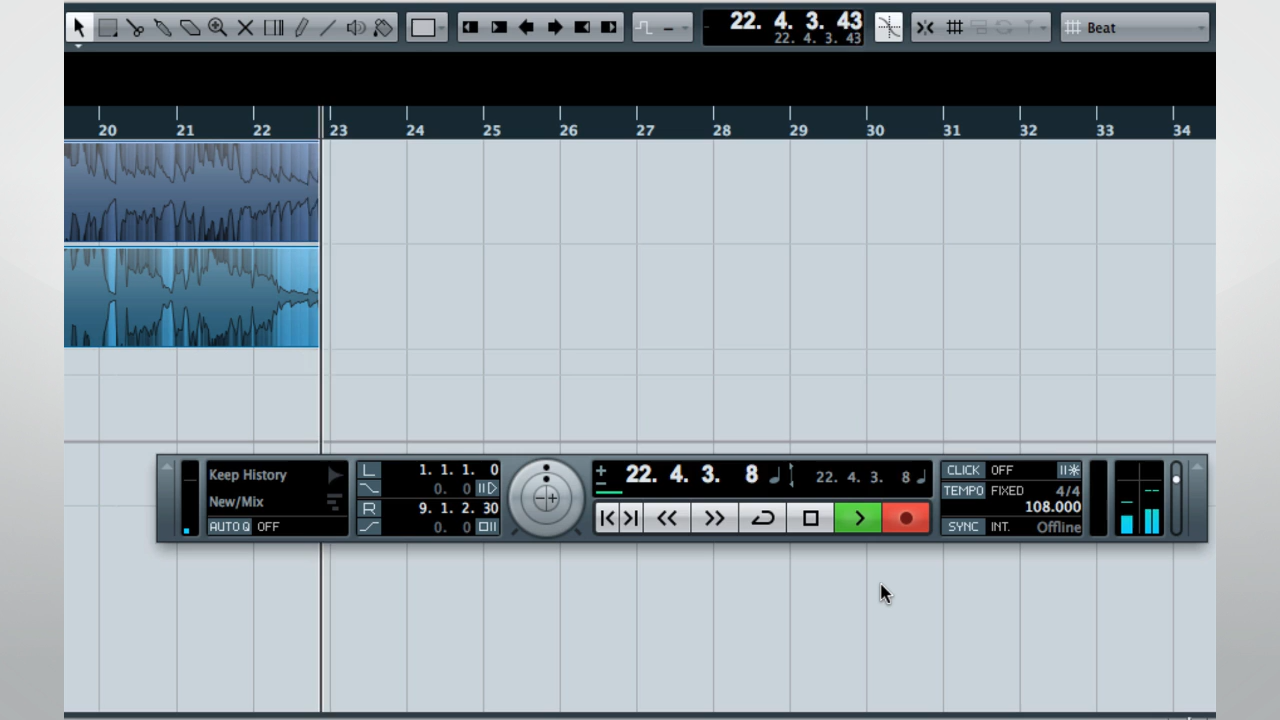 22. 4. 3. 43
22. 4. 3. 43
Beat
20 21 22 23 24 25 26 27 28 29 30 31 32 33 34
Keep History
New/Mix
AUTO Q OFF
L 1. 1. 1. 0
0. 0
R 9. 1. 2. 30
0. 0
22. 4. 3. 8
22. 4. 3. 8
CLICK OFF
TEMPO FIXED 4/4
108.000
SYNC INT. Offline